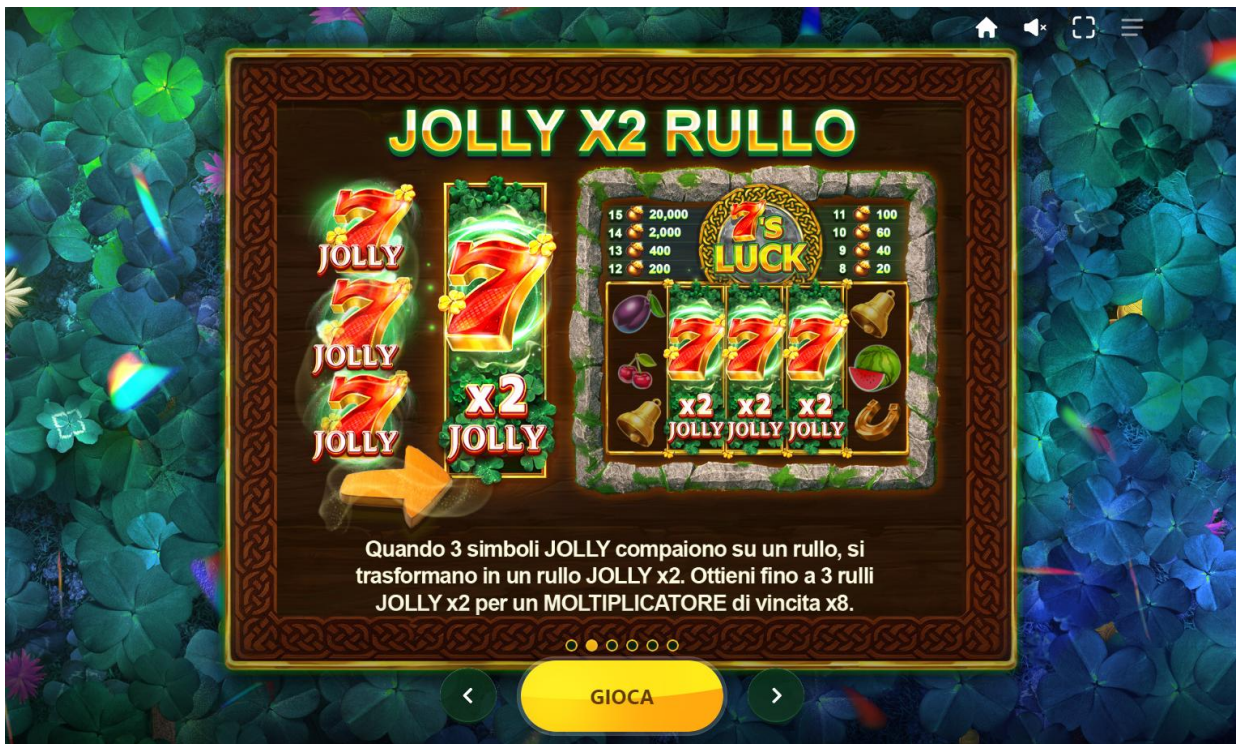 JOLLY X2 RULLO
JOLLY
JOLLY
JOLLY
x2
JOLLY
15 20,000
14 2,000
13 400
12 200
7's
LUCK
11 100
10 60
9 40
8 20
x2 x2 x2
JOLLY JOLLY JOLLY
Quando 3 simboli JOLLY compaiono su un rullo, si
trasformano in un rullo JOLLY x2. Ottieni fino a 3 rulli
JOLLY x2 per un MOLTIPLICATORE di vincita x8.
GIOCA